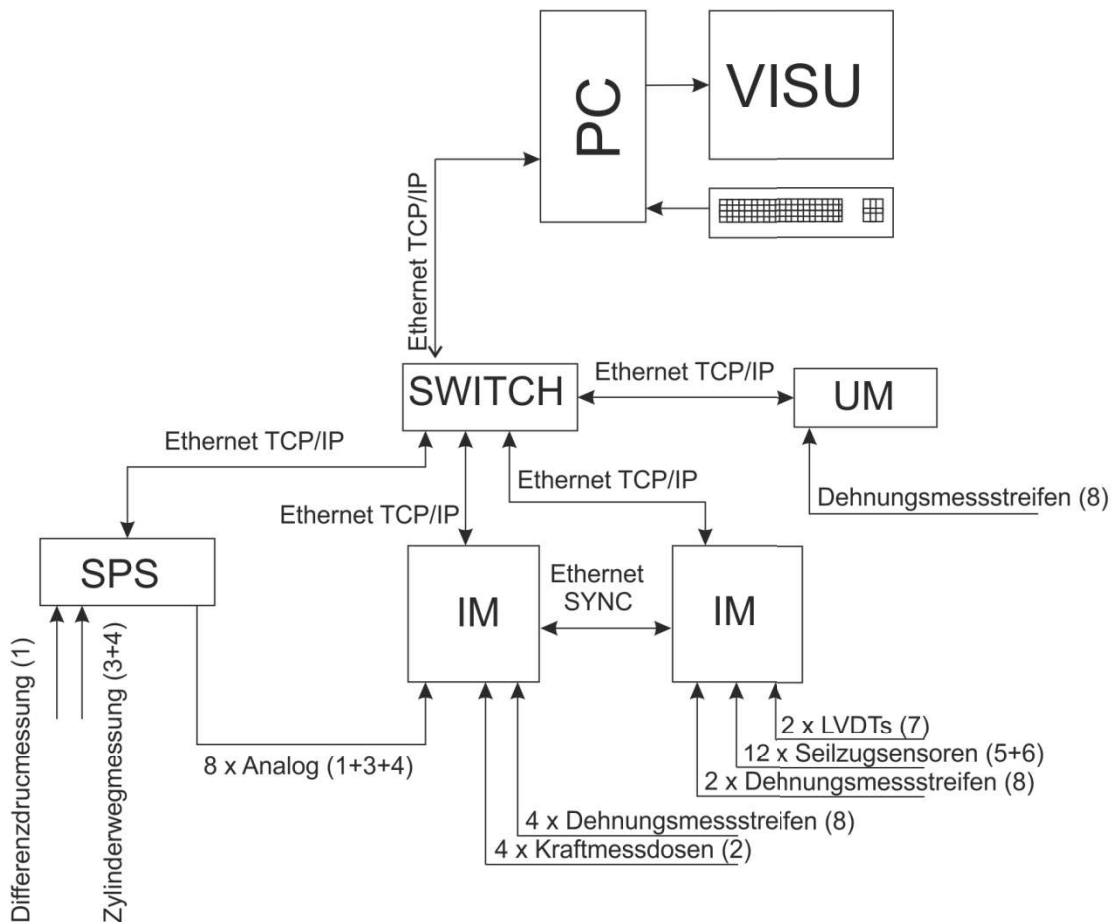 PC
VISU
Ethernet TCP/IP
SWITCH
Ethernet TCP/IP
UM
Ethernet TCP/IP
Ethernet TCP/IP
Ethernet TCP/IP
Dehnungsmessstreifen (8)
SPS
IM
Ethernet
SYNC
IM
Differenzdrucmessung (1)
Zylinderwegmessung (3+4)
8 x Analog (1+3+4)
2 x LVDTs (7)
12 x Seilzugsensoren (5+6)
2 x Dehnungsmessstreifen (8)
4 x Dehnungsmessstreifen (8)
4 x Kraftmessdosen (2)